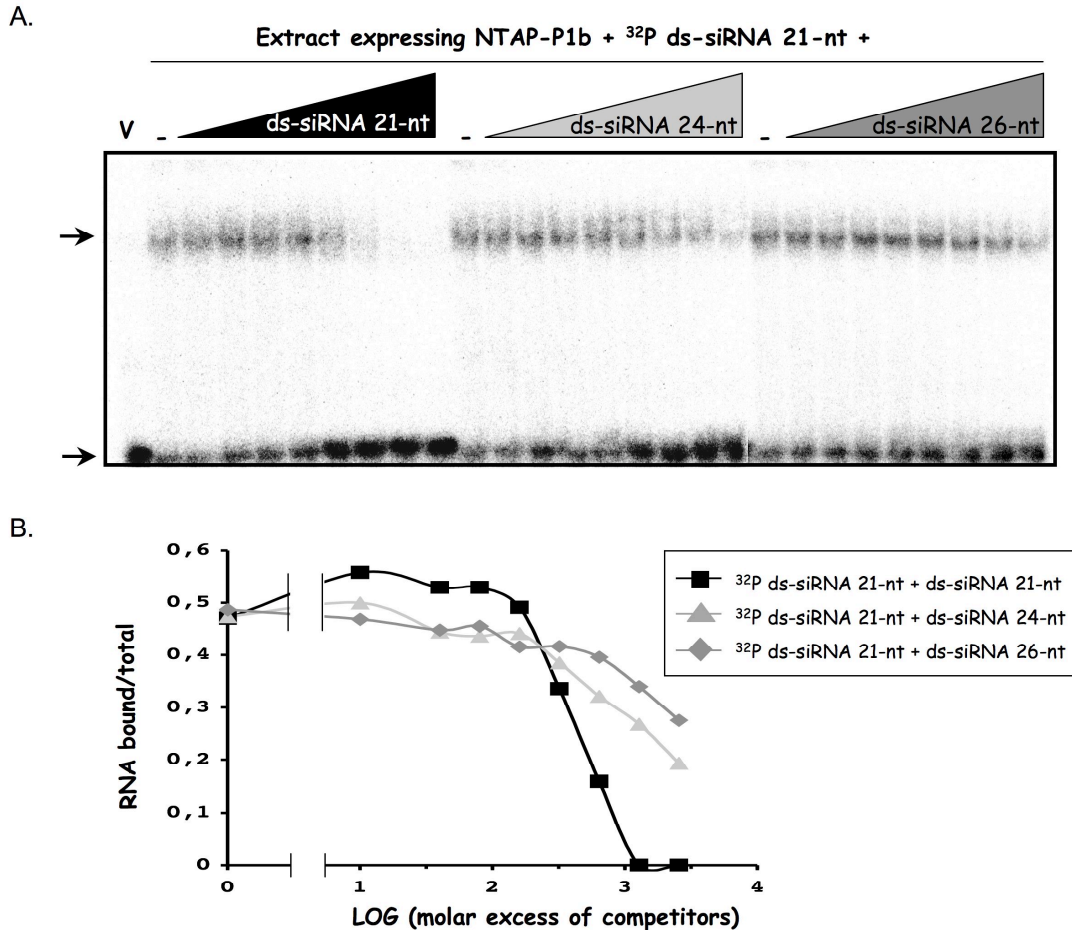 A.
Extract expressing NTAP-P1b + ³²P ds-siRNA 21-nt +
V - ds-siRNA 21-nt - ds-siRNA 24-nt - ds-siRNA 26-nt
B.
0,6
0,5
0,4
0,3
0,2
0,1
0
RNA bound/total
0 1 2 3 4
LOG (molar excess of competitors)
³²P ds-siRNA 21-nt + ds-siRNA 21-nt
³²P ds-siRNA 21-nt + ds-siRNA 24-nt
³²P ds-siRNA 21-nt + ds-siRNA 26-nt